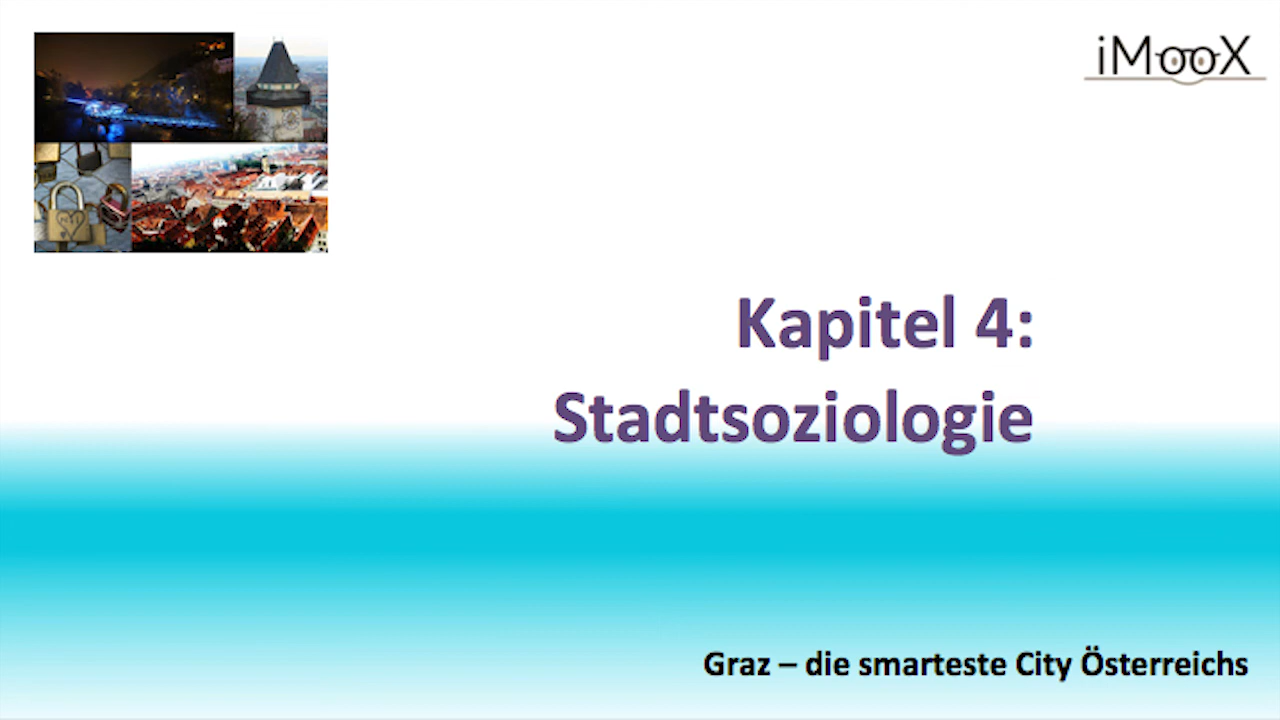 iMooX
Kapitel 4:
Stadtsoziologie
Graz – die smarteste City Österreichs